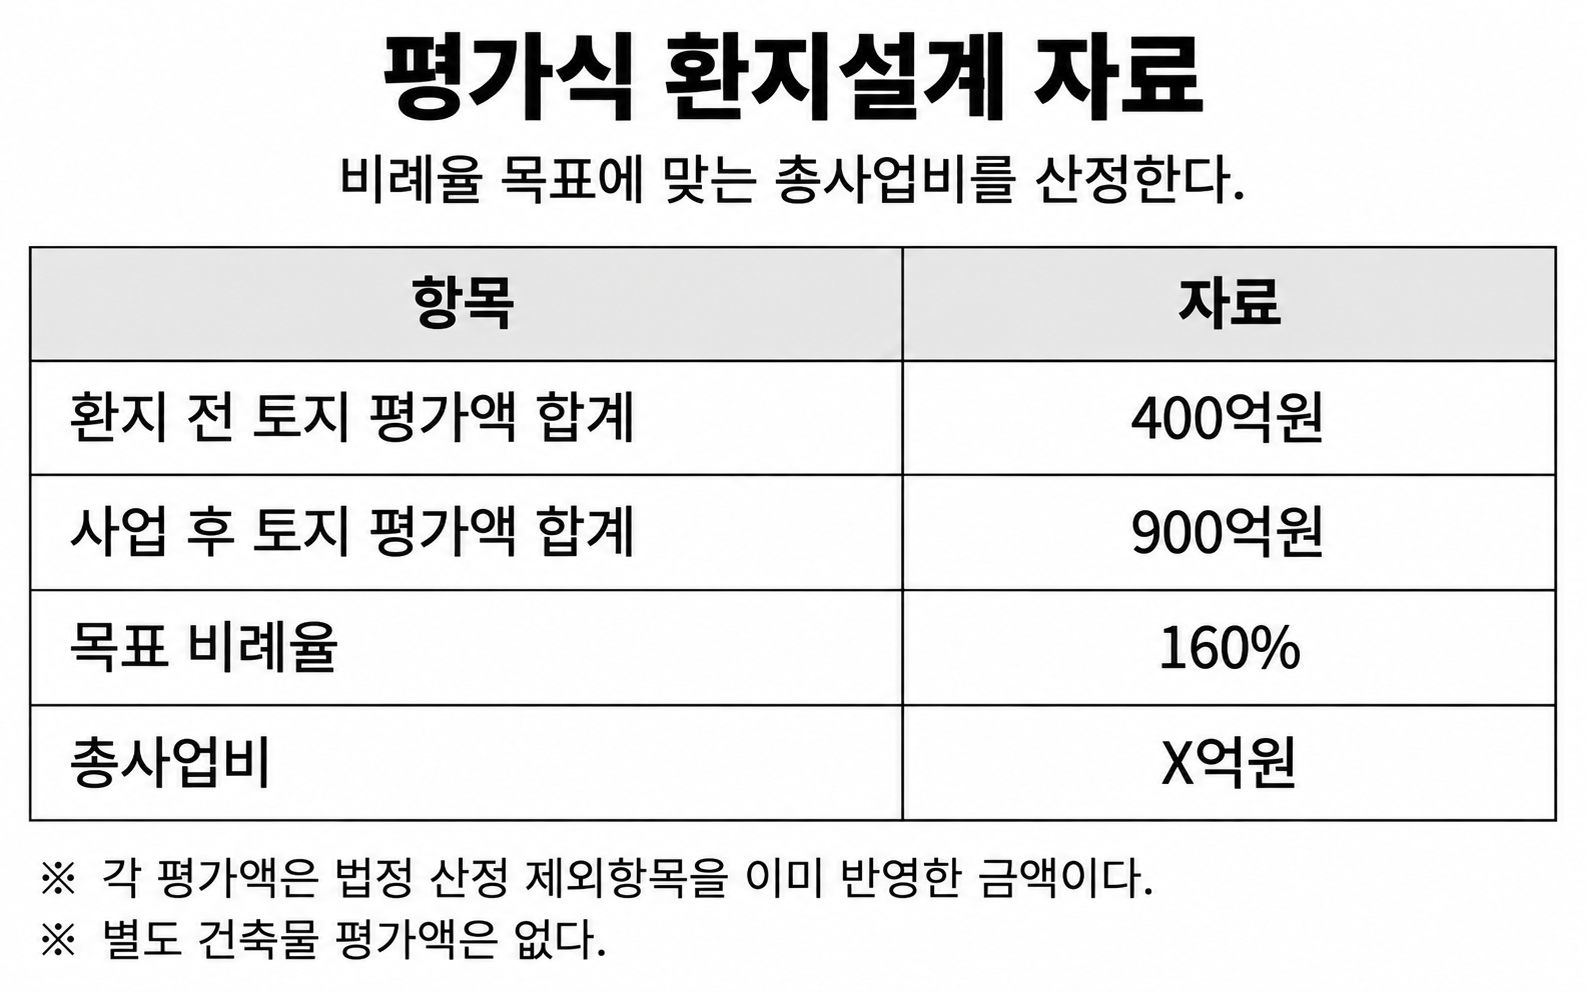 평가식 환지설계 자료
비례율 목표에 맞는 총사업비를 산정한다.
항목 자료
환지 전 토지 평가액 합계 400억원
사업 후 토지 평가액 합계 900억원
목표 비례율 160%
총사업비 X억원
※ 각 평가액은 법정 산정 제외항목을 이미 반영한 금액이다.
※ 별도 건축물 평가액은 없다.